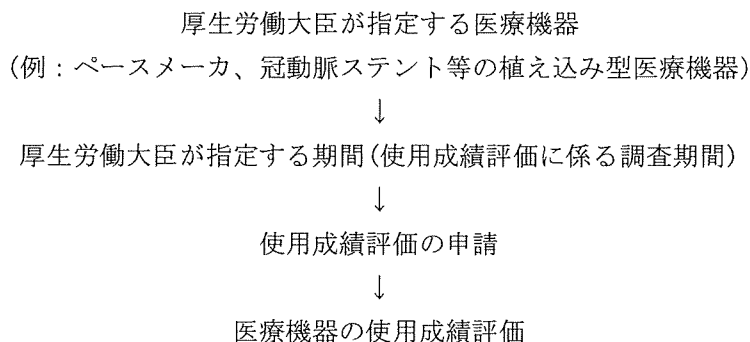 厚生労働大臣が指定する医療機器
(例：ペースメーカ、冠動脈ステント等の植え込み型医療機器)
↓
厚生労働大臣が指定する期間(使用成績評価に係る調査期間)
↓
使用成績評価の申請
↓
医療機器の使用成績評価